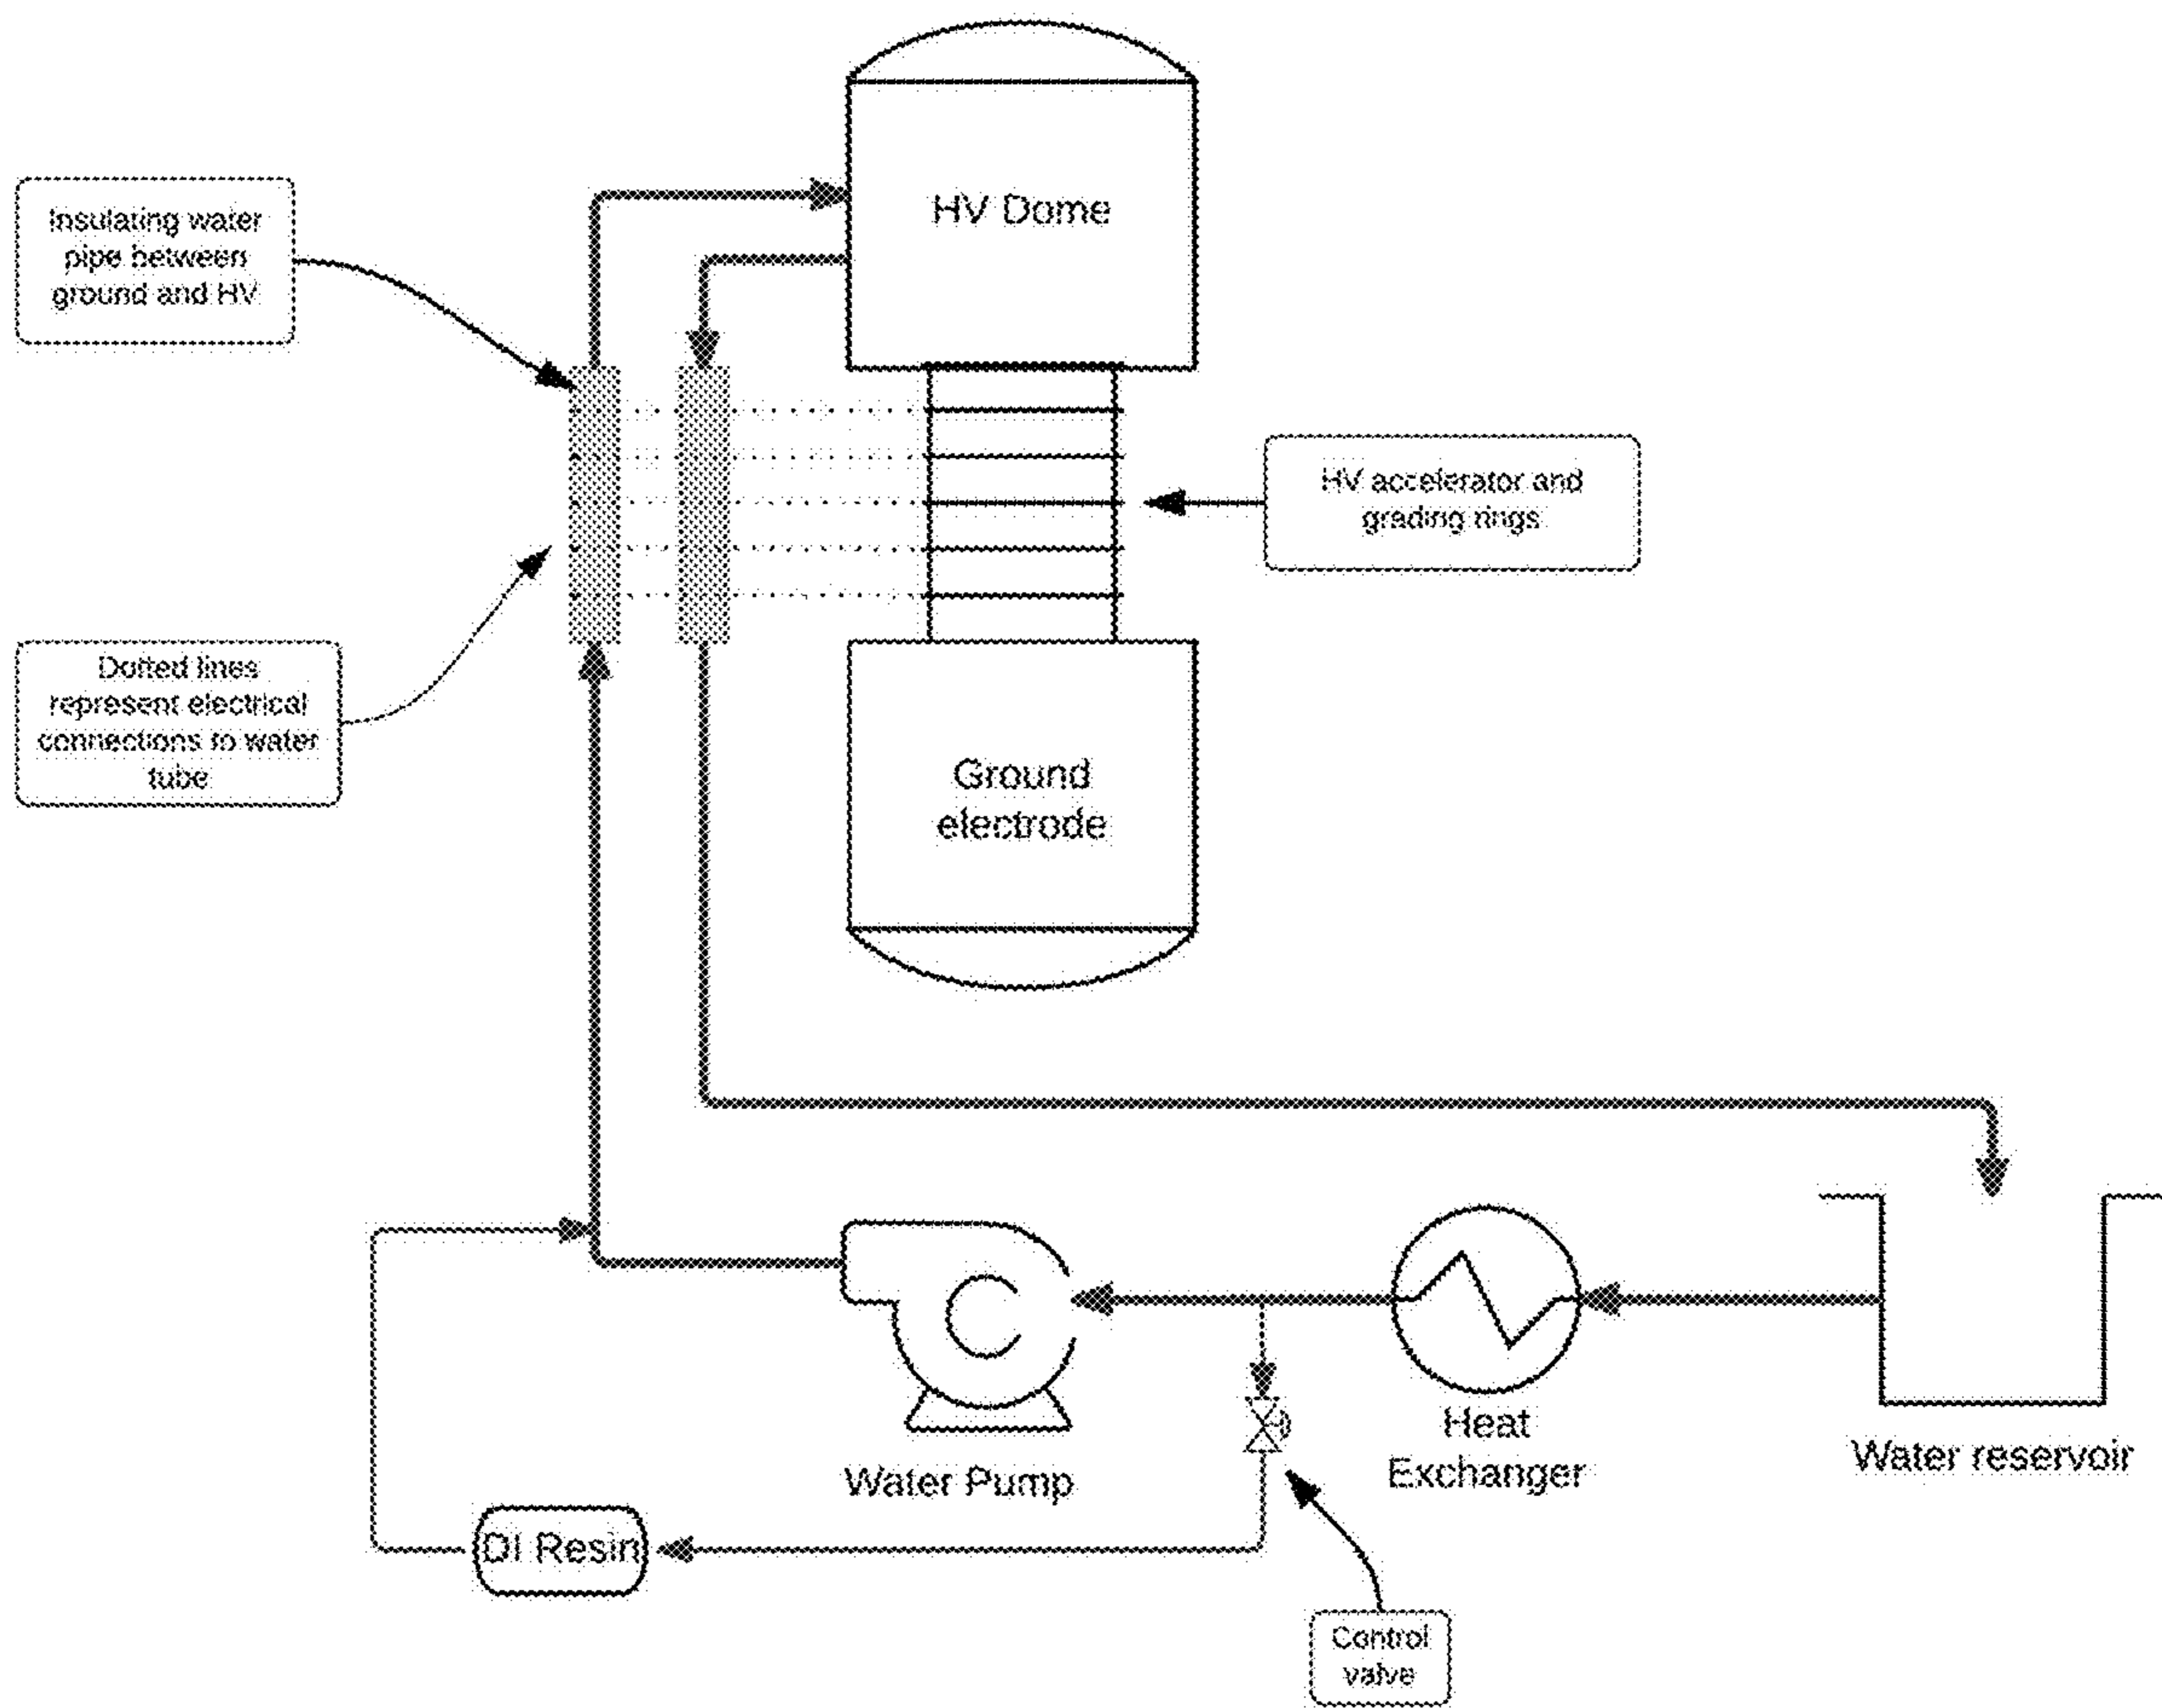 HV Dome
Insulating water
pipe between
ground and HV
HV accelerator and
grading rings
Dotted lines
represent electrical
connections to water
tube
Ground
electrode
Water Pump
Heat
Exchanger
Water reservoir
DI Resin
Control
valve